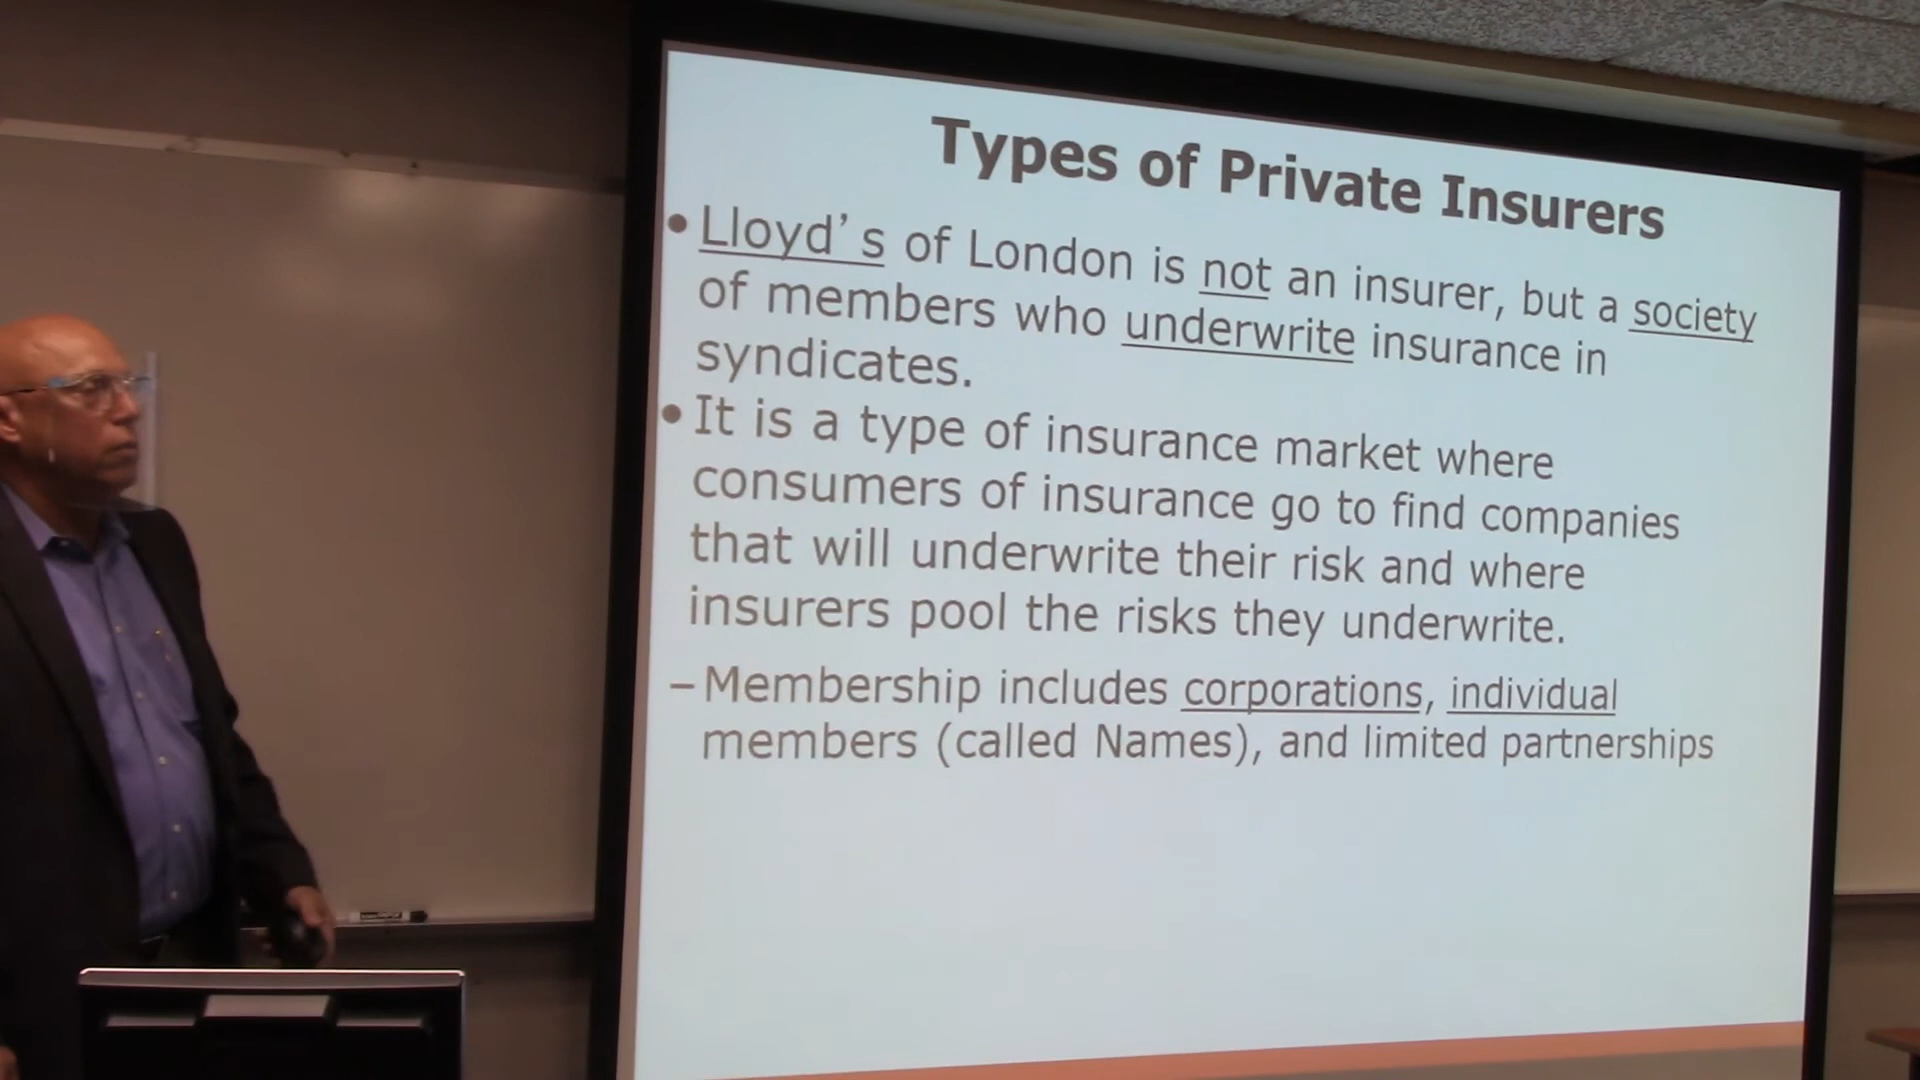 Types of Private Insurers
•Lloyd's of London is not an insurer, but a society
of members who underwrite insurance in
syndicates.
•It is a type of insurance market where
consumers of insurance go to find companies
that will underwrite their risk and where
insurers pool the risks they underwrite.
–Membership includes corporations, individual
members (called Names), and limited partnerships